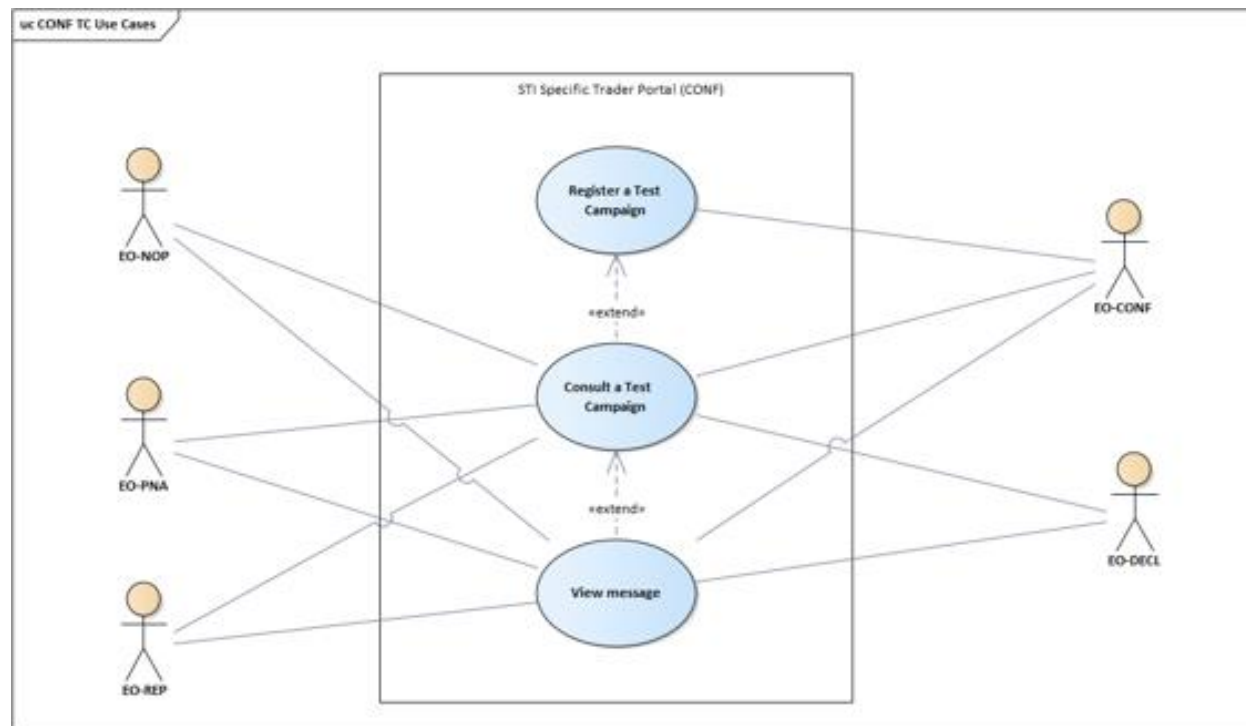 uc CONF TC Use Cases
STI Specific Trader Portal (CONF)
Register a Test
Campaign
EO-NOP
EO-CONF
«extend»
Consult a Test
Campaign
EO-PNA
«extend»
EO-DECL
View message
EO-REP